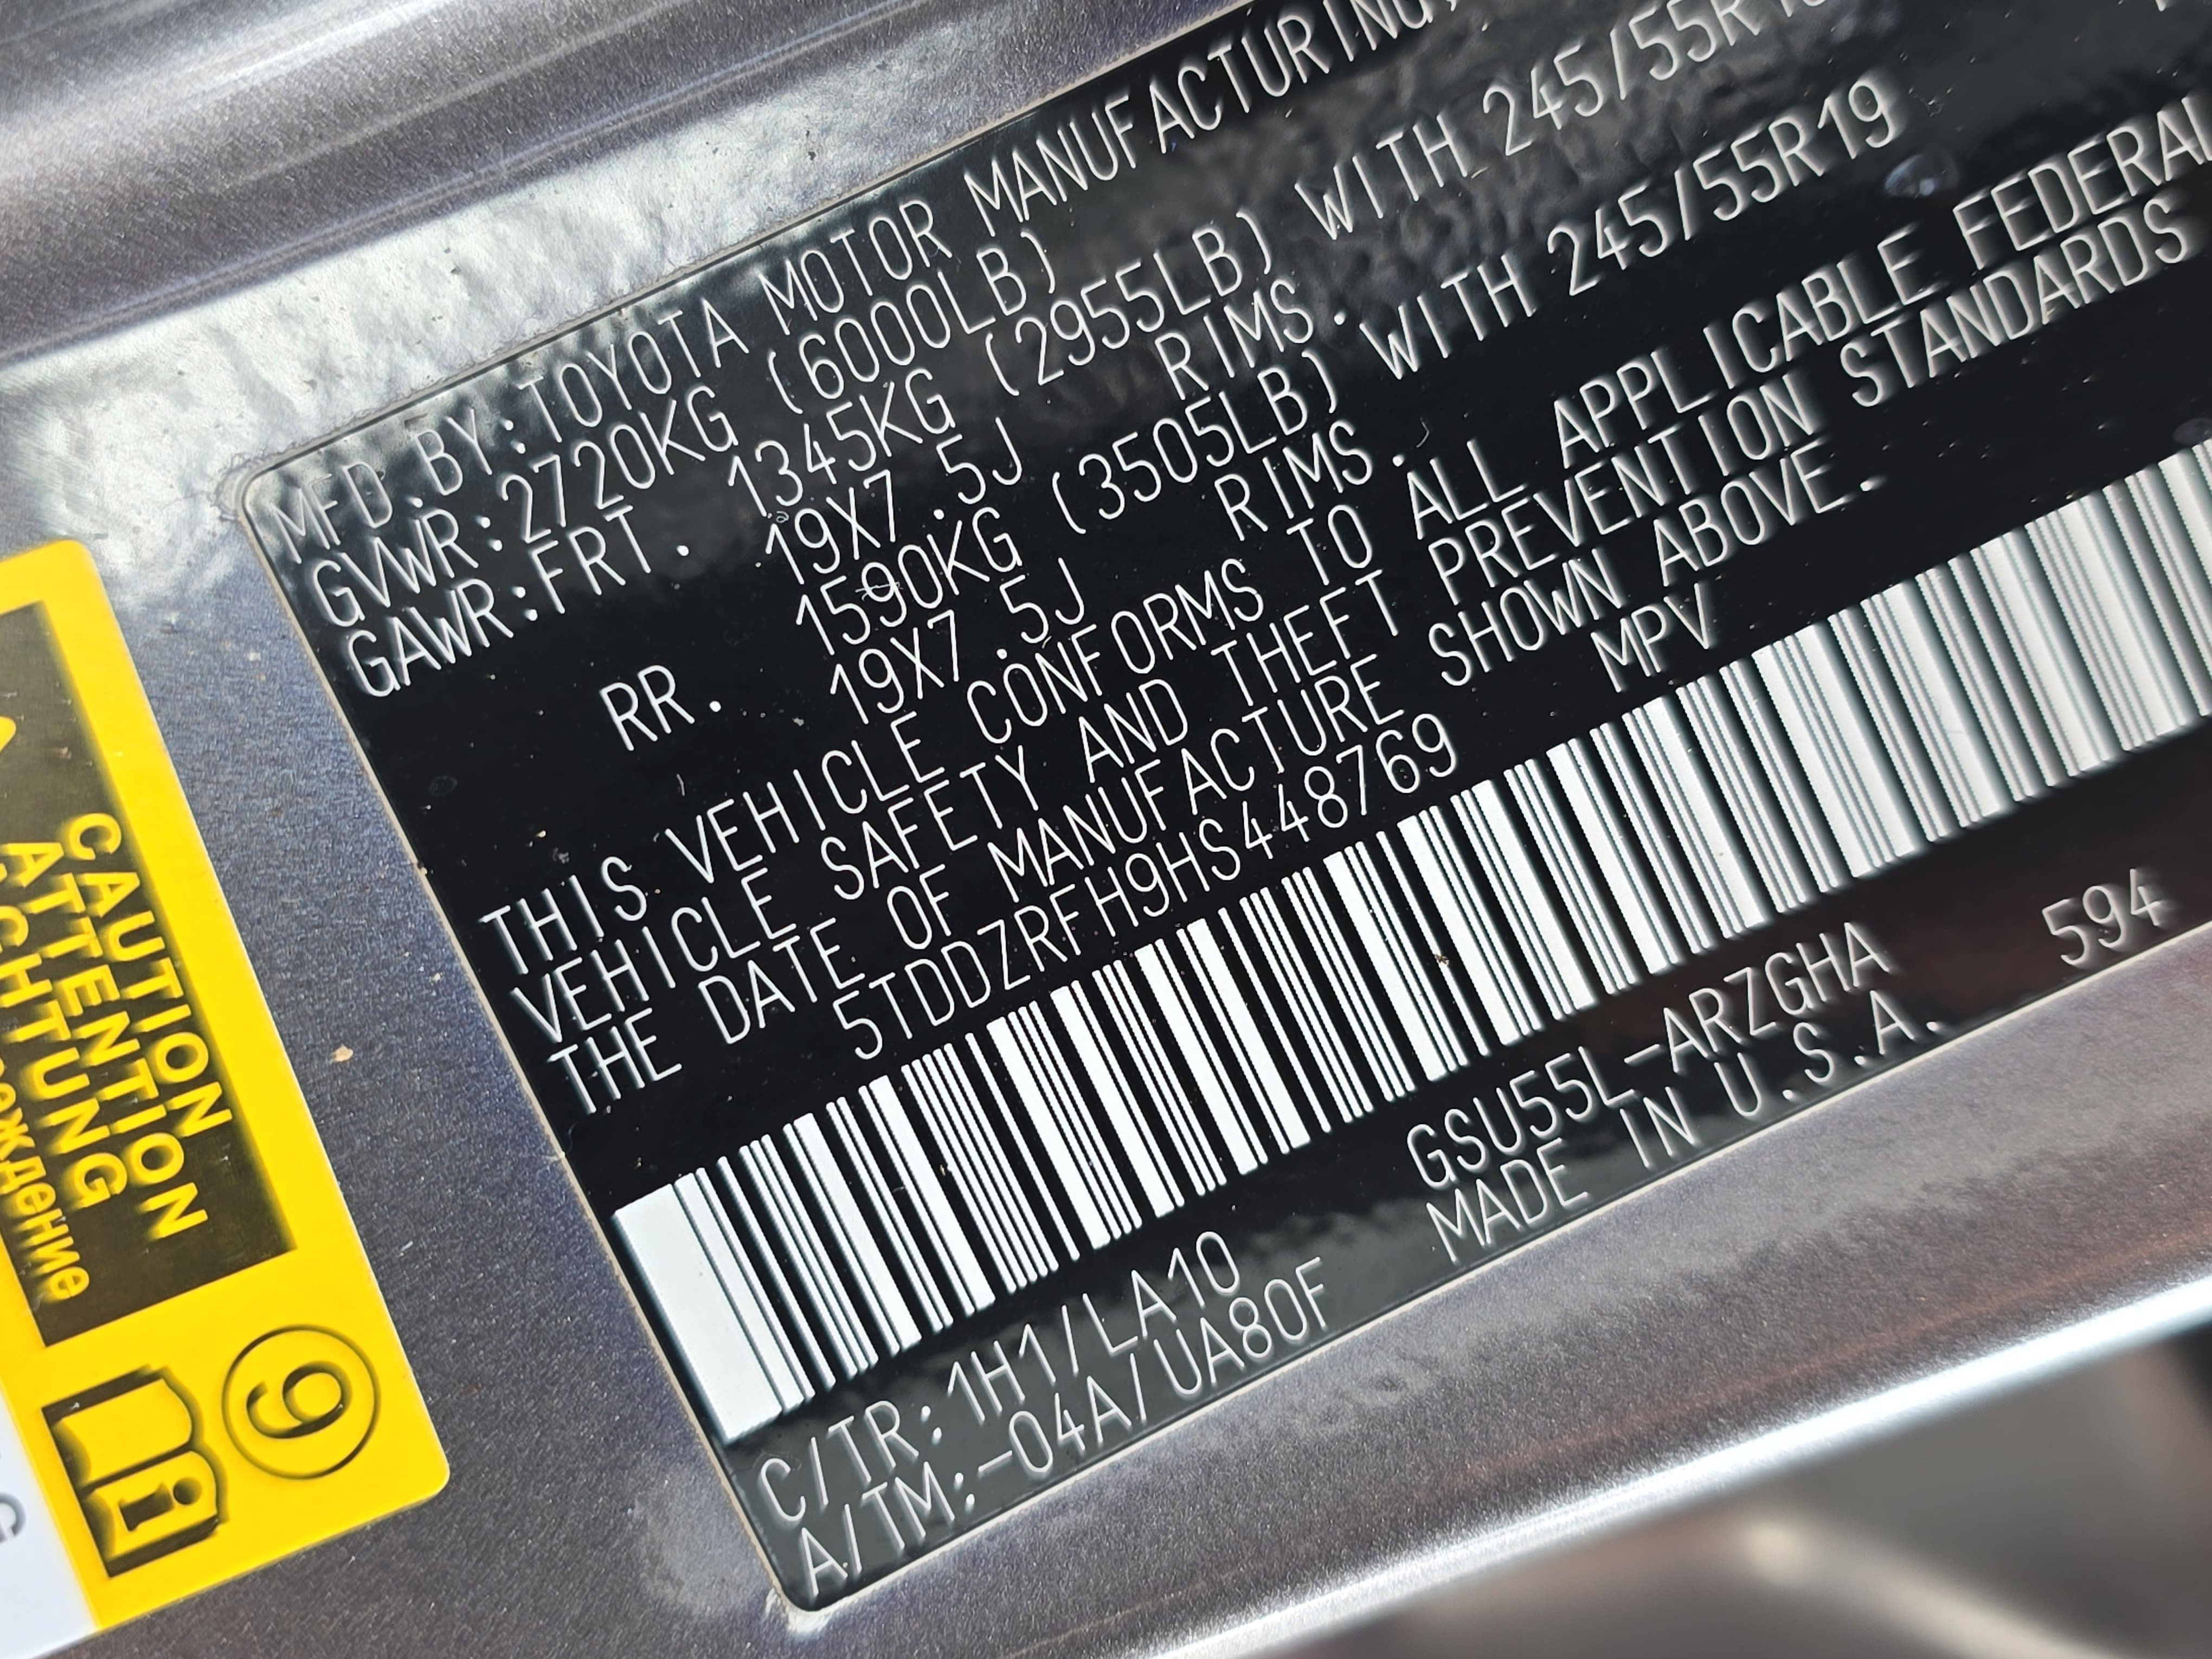 MFD.BY:TOYOTA MOTOR MANUFACTURING,
GVWR:2720KG (6000LB)
GAWR:FRT. 1345KG (2955LB) WITH 245/55R19
19X7.5J RIMS.
RR. 1590KG (3505LB) WITH 245/55R19
19X7.5J RIMS.
THIS VEHICLE CONFORMS TO ALL APPLICABLE FEDERAL
VEHICLE SAFETY AND THEFT PREVENTION STANDARDS
THE DATE OF MANUFACTURE SHOWN ABOVE.
5TDDZRFH9HS448769 MPV
C/TR:1H1/LA10 GSU55L-ARZGHA 594
A/TM:-04A/UA80F MADE IN U.S.A.
CAUTION
ATTENTION
ACHTUNG
9
i